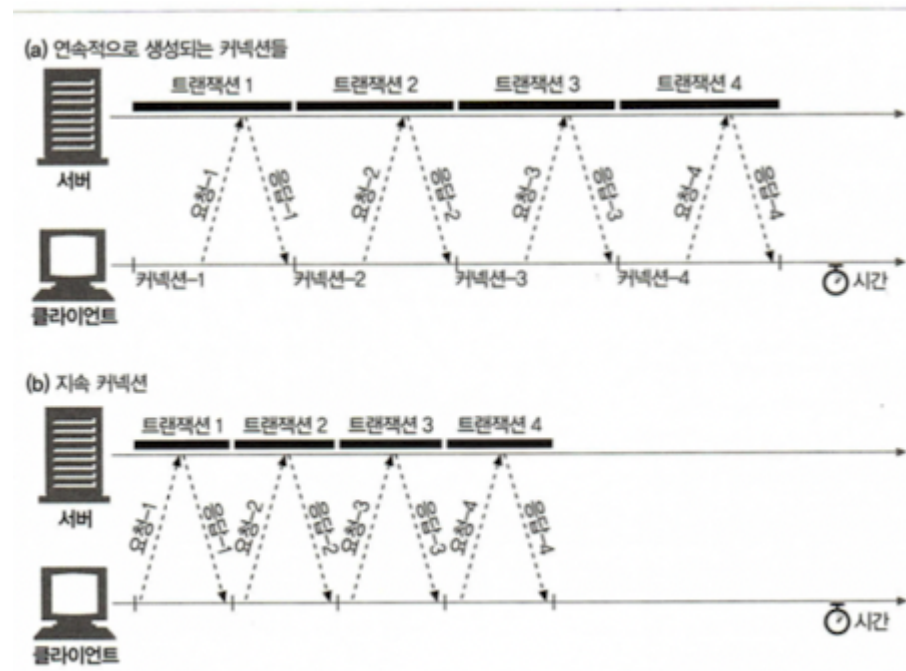 (a) 연속적으로 생성되는 커넥션들
트랜잭션 1 트랜잭션 2 트랜잭션 3 트랜잭션 4
서버
요청-1 응답-1 요청-2 응답-2 요청-3 응답-3 요청-4 응답-4
커넥션-1 커넥션-2 커넥션-3 커넥션-4
시간
클라이언트
(b) 지속 커넥션
트랜잭션 1 트랜잭션 2 트랜잭션 3 트랜잭션 4
서버
요청-1 응답-1 요청-2 응답-2 요청-3 응답-3 요청-4 응답-4
시간
클라이언트